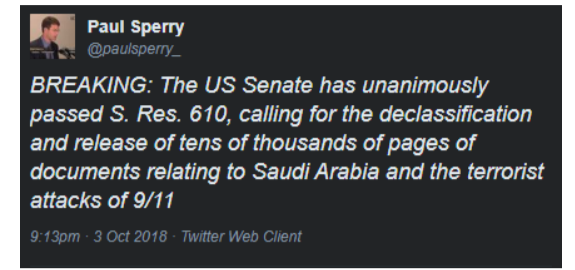 Paul Sperry
@paulsperry_
BREAKING: The US Senate has unanimously
passed S. Res. 610, calling for the declassification
and release of tens of thousands of pages of
documents relating to Saudi Arabia and the terrorist
attacks of 9/11
9:13pm · 3 Oct 2018 · Twitter Web Client